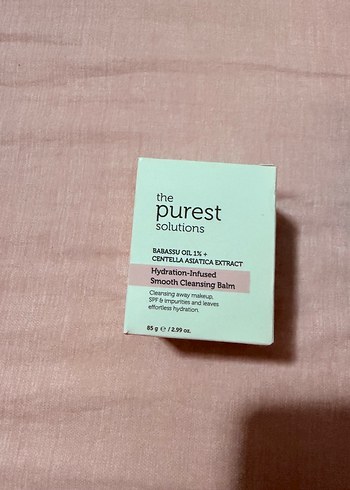 the
purest
solutions
BABASSU OIL 1% +
CENTELLA ASIATICA EXTRACT
Hydration-Infused
Smooth Cleansing Balm
Cleansing away makeup,
SPF & impurities and leaves
effortless hydration.
85 g ℮ / 2.99 oz.